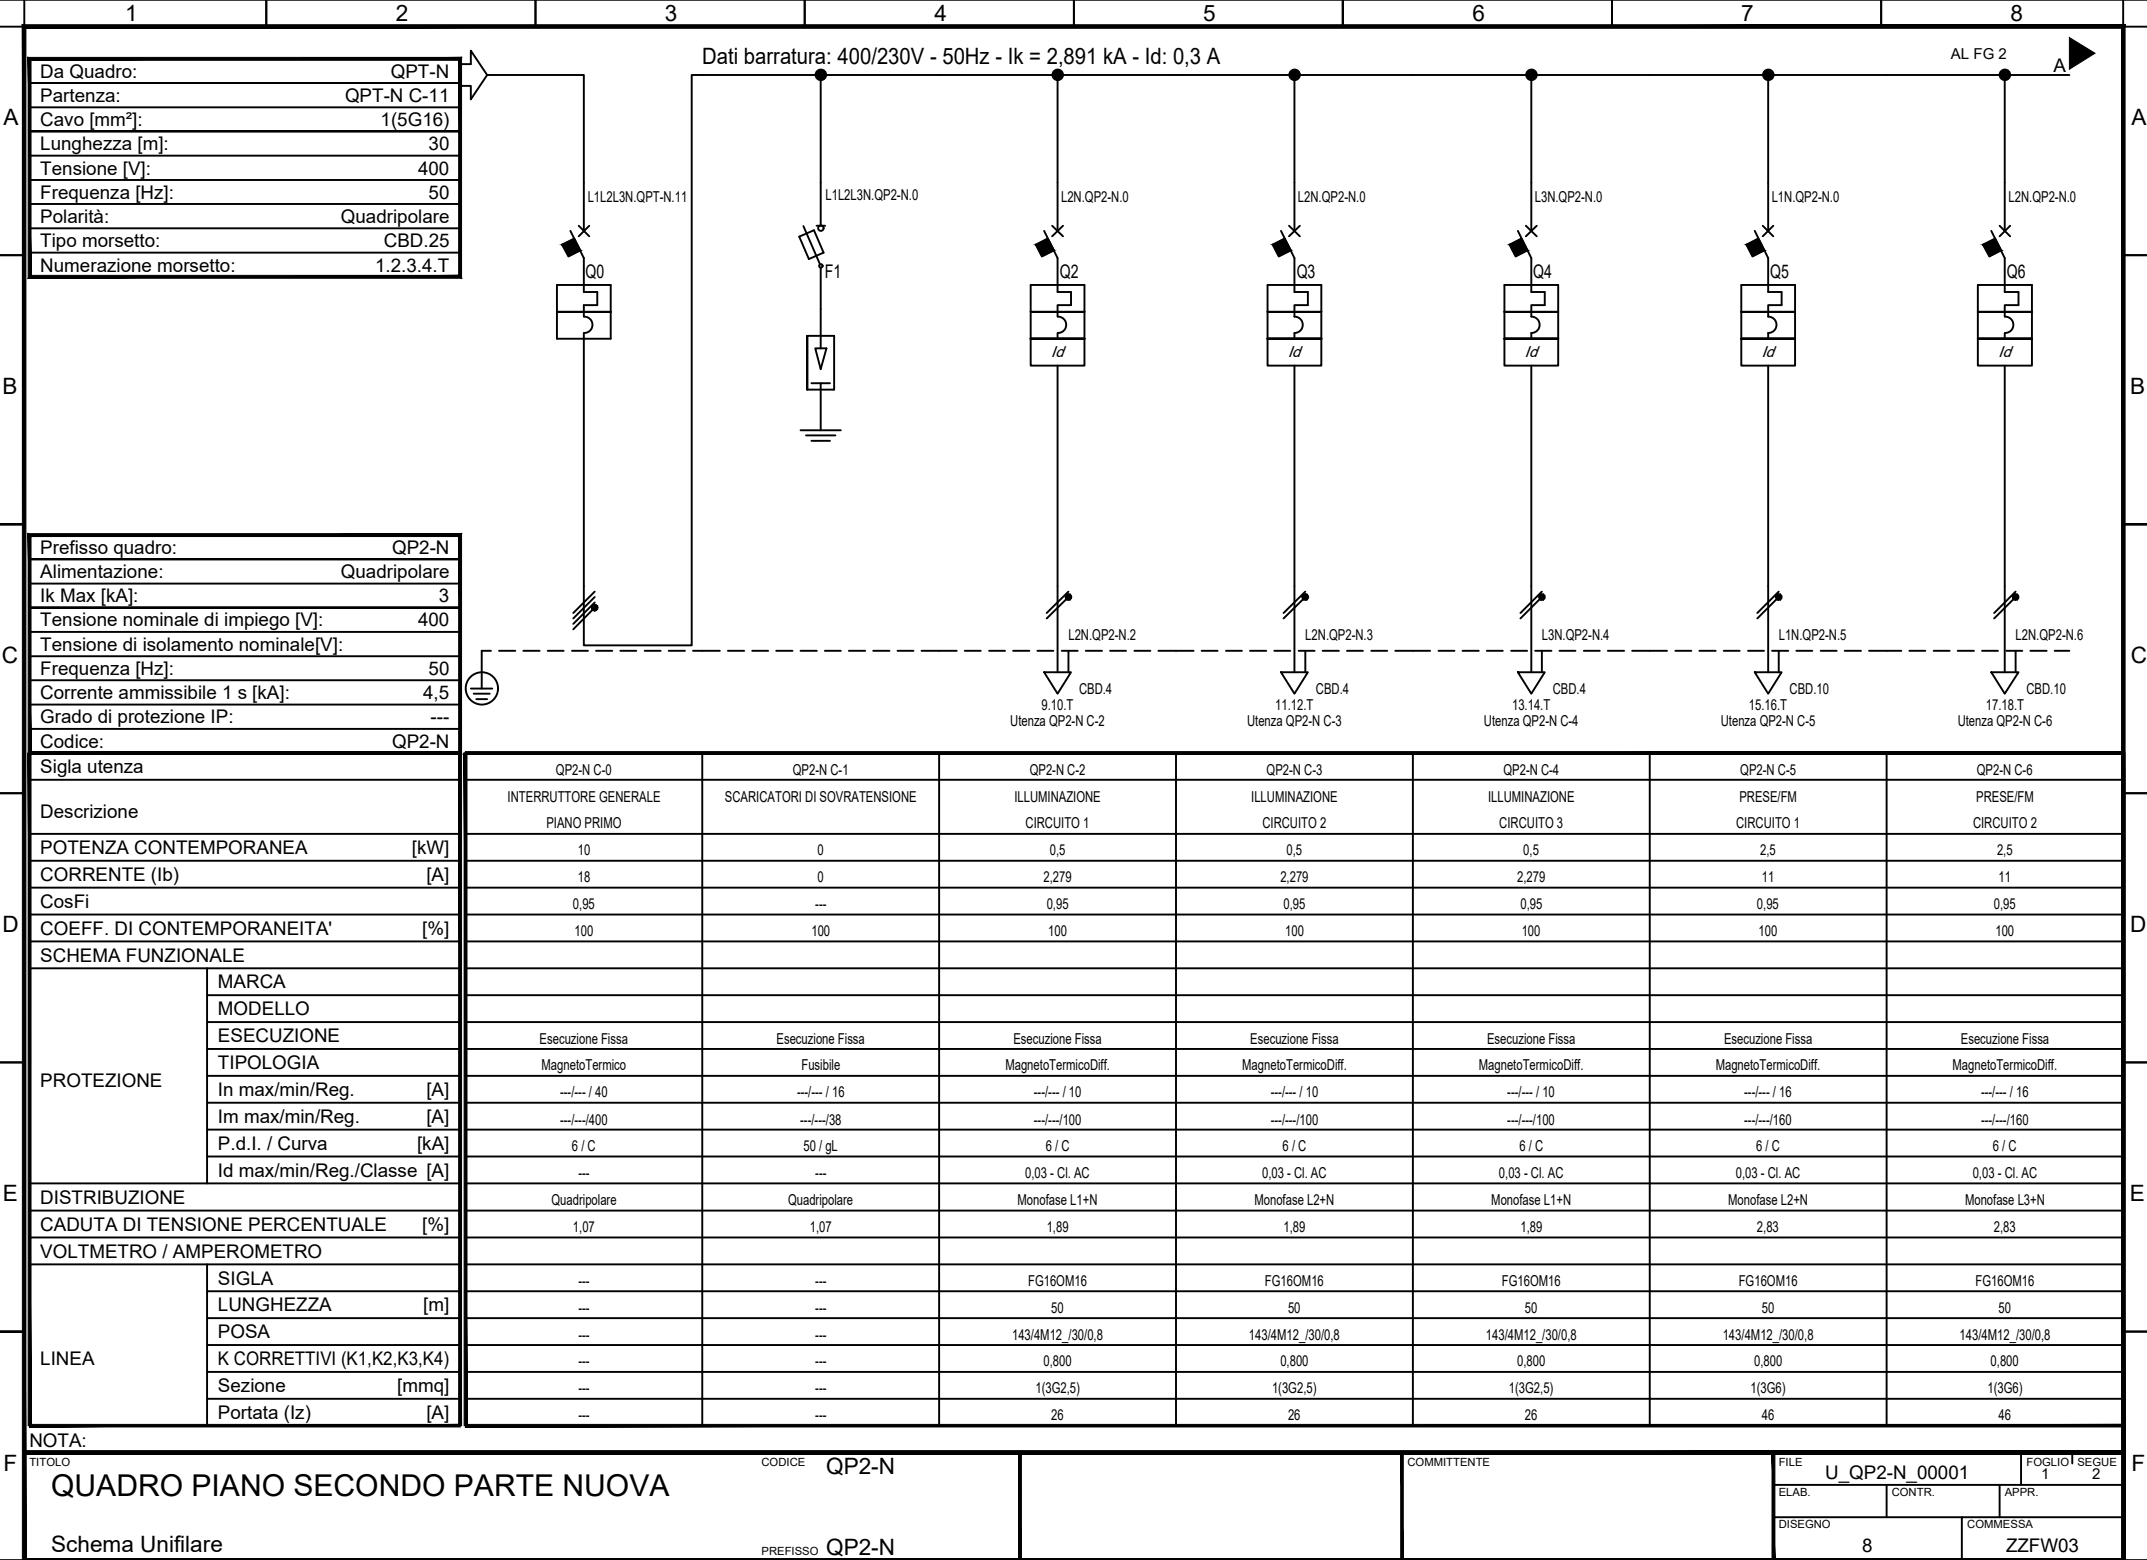 1 2 3 4 5 6 7 8
Dati barratura: 400/230V - 50Hz - Ik = 2,891 kA - Id: 0,3 A
AL FG 2
A
Da Quadro: QPT-N
Partenza: QPT-N C-11
Cavo [mm²]: 1(5G16)
Lunghezza [m]: 30
Tensione [V]: 400
Frequenza [Hz]: 50
Polarità: Quadripolare
Tipo morsetto: CBD.25
Numerazione morsetto: 1.2.3.4.T
A A
L1L2L3N.QPT-N.11 L1L2L3N.QP2-N.0 L2N.QP2-N.0 L2N.QP2-N.0 L3N.QP2-N.0 L1N.QP2-N.0 L2N.QP2-N.0
Q0 F1 Q2 Q3 Q4 Q5 Q6
Id Id Id Id Id
B B
Prefisso quadro: QP2-N
Alimentazione: Quadripolare
Ik Max [kA]: 3
Tensione nominale di impiego [V]: 400
Tensione di isolamento nominale[V]:
Frequenza [Hz]: 50
Corrente ammissibile 1 s [kA]: 4,5
Grado di protezione IP: ---
Codice: QP2-N
L2N.QP2-N.2 L2N.QP2-N.3 L3N.QP2-N.4 L1N.QP2-N.5 L2N.QP2-N.6
C C
CBD.4 CBD.4 CBD.4 CBD.10 CBD.10
9.10.T 11.12.T 13.14.T 15.16.T 17.18.T
Utenza QP2-N C-2 Utenza QP2-N C-3 Utenza QP2-N C-4 Utenza QP2-N C-5 Utenza QP2-N C-6
Sigla utenza QP2-N C-0 QP2-N C-1 QP2-N C-2 QP2-N C-3 QP2-N C-4 QP2-N C-5 QP2-N C-6
Descrizione INTERRUTTORE GENERALE SCARICATORI DI SOVRATENSIONE ILLUMINAZIONE ILLUMINAZIONE ILLUMINAZIONE PRESE/FM PRESE/FM
PIANO PRIMO CIRCUITO 1 CIRCUITO 2 CIRCUITO 3 CIRCUITO 1 CIRCUITO 2
POTENZA CONTEMPORANEA [kW] 10 0 0,5 0,5 0,5 2,5 2,5
CORRENTE (Ib) [A] 18 0 2,279 2,279 2,279 11 11
CosFi 0,95 --- 0,95 0,95 0,95 0,95 0,95
D D
COEFF. DI CONTEMPORANEITA' [%] 100 100 100 100 100 100 100
SCHEMA FUNZIONALE
PROTEZIONE
MARCA
MODELLO
ESECUZIONE Esecuzione Fissa Esecuzione Fissa Esecuzione Fissa Esecuzione Fissa Esecuzione Fissa Esecuzione Fissa Esecuzione Fissa
TIPOLOGIA MagnetoTermico Fusibile MagnetoTermicoDiff. MagnetoTermicoDiff. MagnetoTermicoDiff. MagnetoTermicoDiff. MagnetoTermicoDiff.
In max/min/Reg. [A] ---/--- / 40 ---/--- / 16 ---/--- / 10 ---/--- / 10 ---/--- / 10 ---/--- / 16 ---/--- / 16
Im max/min/Reg. [A] ---/---/400 ---/---/38 ---/---/100 ---/---/100 ---/---/100 ---/---/160 ---/---/160
P.d.I. / Curva [kA] 6 / C 50 / gL 6 / C 6 / C 6 / C 6 / C 6 / C
Id max/min/Reg./Classe [A] --- --- 0,03 - Cl. AC 0,03 - Cl. AC 0,03 - Cl. AC 0,03 - Cl. AC 0,03 - Cl. AC
E E
DISTRIBUZIONE Quadripolare Quadripolare Monofase L1+N Monofase L2+N Monofase L1+N Monofase L2+N Monofase L3+N
CADUTA DI TENSIONE PERCENTUALE [%] 1,07 1,07 1,89 1,89 1,89 2,83 2,83
VOLTMETRO / AMPEROMETRO
LINEA
SIGLA --- --- FG16OM16 FG16OM16 FG16OM16 FG16OM16 FG16OM16
LUNGHEZZA [m] --- --- 50 50 50 50 50
POSA --- --- 143/4M12_/30/0,8 143/4M12_/30/0,8 143/4M12_/30/0,8 143/4M12_/30/0,8 143/4M12_/30/0,8
K CORRETTIVI (K1,K2,K3,K4) --- --- 0,800 0,800 0,800 0,800 0,800
Sezione [mmq] --- --- 1(3G2,5) 1(3G2,5) 1(3G2,5) 1(3G6) 1(3G6)
Portata (Iz) [A] --- --- 26 26 26 46 46
NOTA:
F F
TITOLO CODICE QP2-N COMMITTENTE FILE U_QP2-N_00001 FOGLIO 1 SEGUE 2
QUADRO PIANO SECONDO PARTE NUOVA
ELAB. CONTR. APPR.
DISEGNO 8 COMMESSA ZZFW03
Schema Unifilare PREFISSO QP2-N